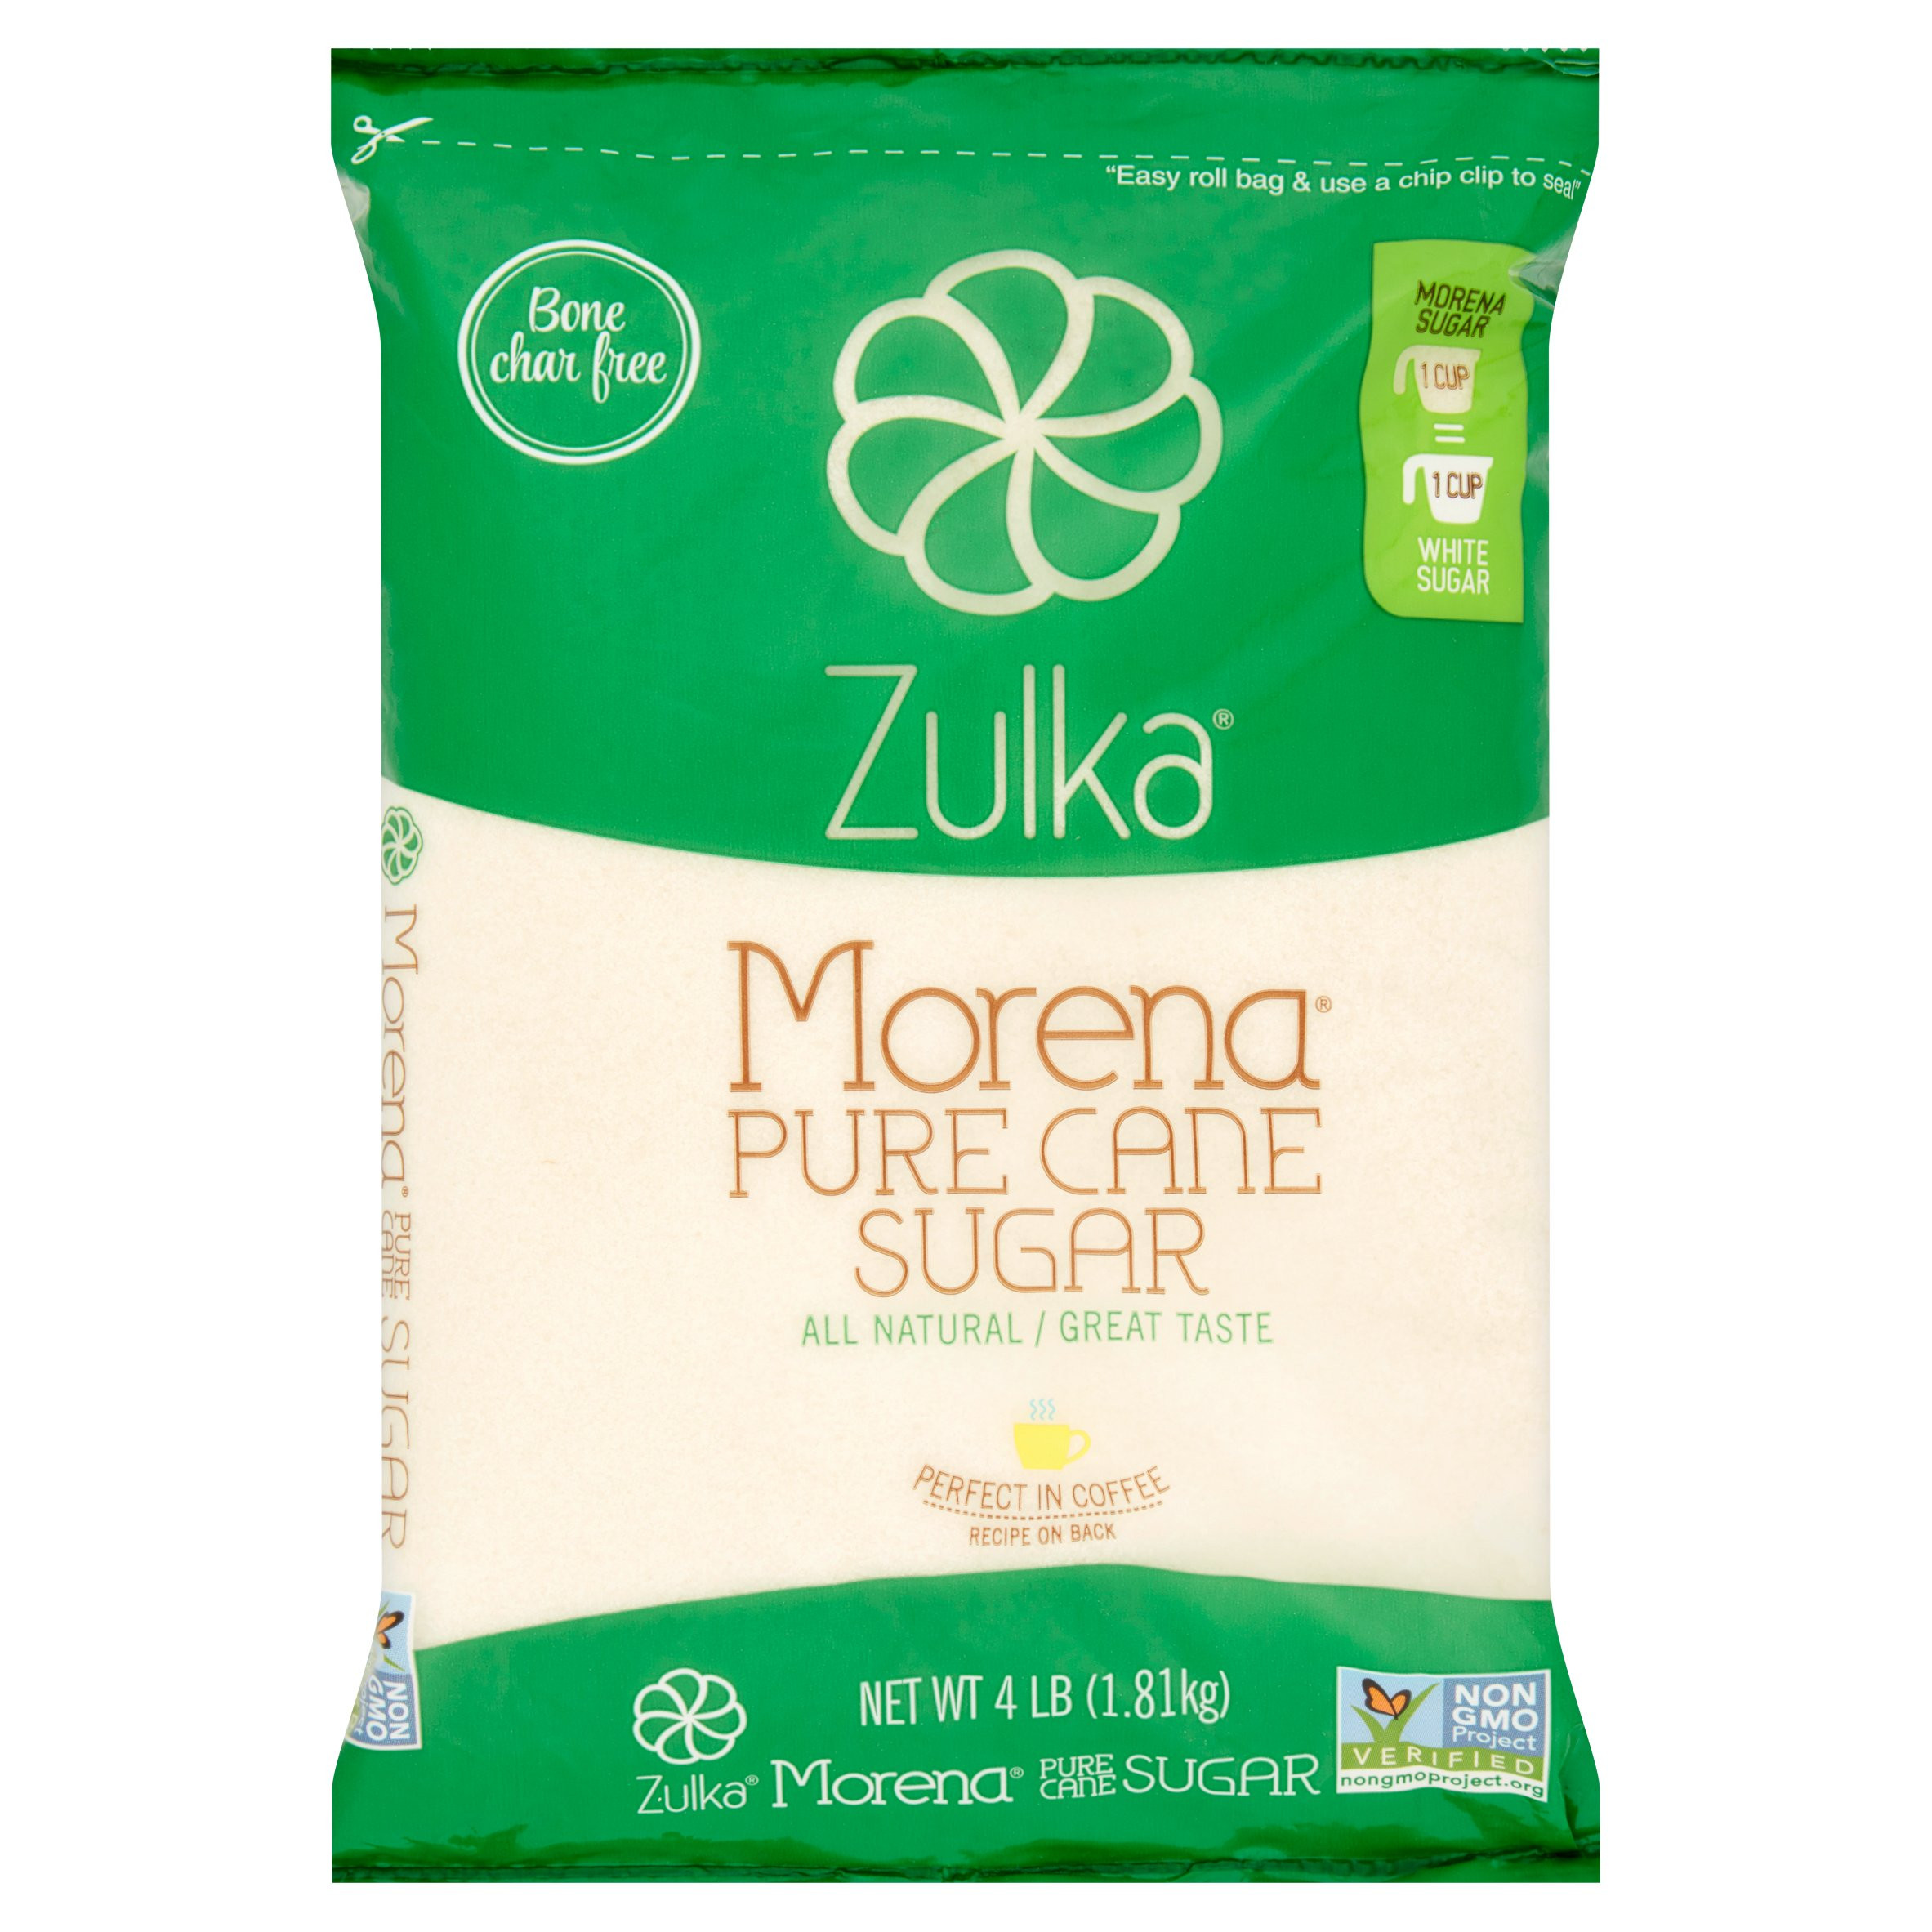 "Easy roll bag & use a chip clip to seal"
Bone
char free
MORENA
SUGAR
1 CUP
=
1 CUP
WHITE
SUGAR
Zulka®
Morena®
PURE CANE
SUGAR
ALL NATURAL / GREAT TASTE
PERFECT IN COFFEE
RECIPE ON BACK
Morena® PURE CANE SUGAR
NON
GMO
NET WT 4 LB (1.81kg)
Zulka® Morena® PURE CANE SUGAR
NON
GMO
Project
VERIFIED
nongmoproject.org